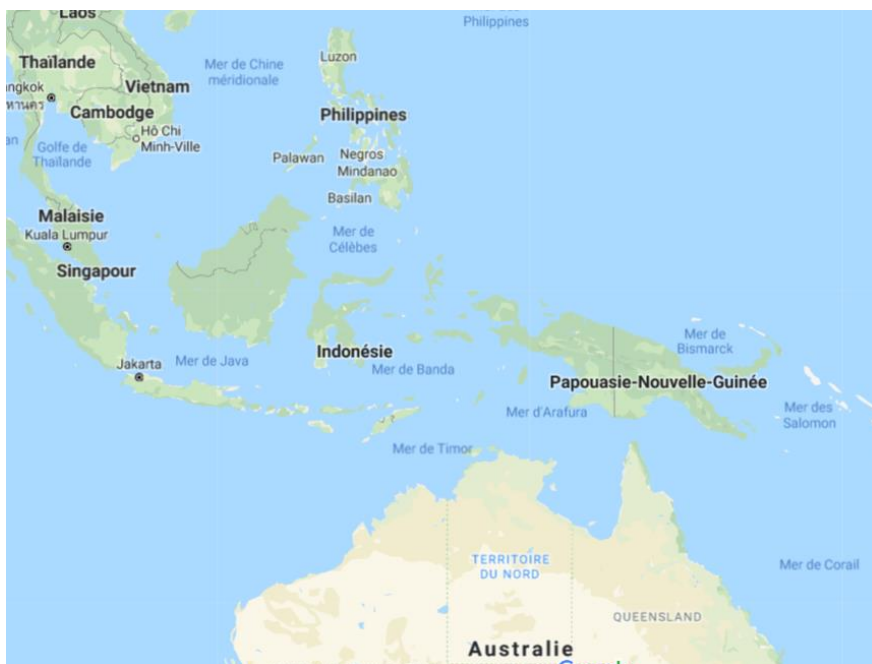 Laos
Philippines
Luzon
Thaïlande
Mer de Chine
méridionale
Vietnam
Cambodge
Philippines
Hô Chi
Minh-Ville
Golfe de
Thaïlande
Palawan
Negros
Mindanao
Basilan
Malaisie
Kuala Lumpur
Mer de
Célèbes
Singapour
Mer de
Bismarck
Indonésie
Jakarta
Mer de Java
Mer de Banda
Papouasie-Nouvelle-Guinée
Mer d'Arafura
Mer des
Salomon
Mer de Timor
TERRITOIRE
DU NORD
Mer de Corail
QUEENSLAND
Australie